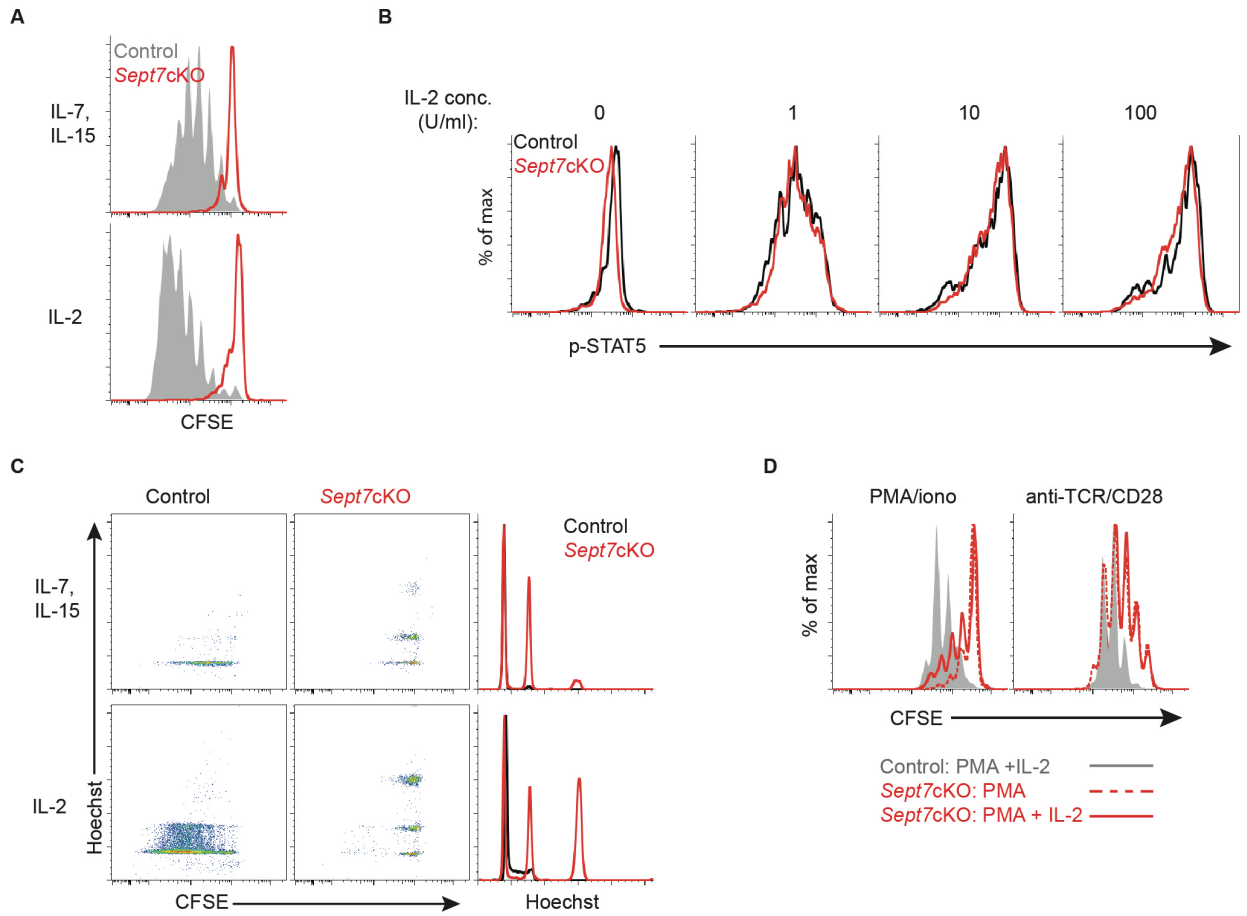 A
Control
Sept7cKO
IL-7,
IL-15
IL-2
CFSE
B
IL-2 conc.
(U/ml):
0
1
10
100
Control
Sept7cKO
% of max
p-STAT5
C
Control
Sept7cKO
Control
Sept7cKO
IL-7,
IL-15
IL-2
Hoechst
CFSE
Hoechst
D
PMA/iono
anti-TCR/CD28
% of max
CFSE
Control: PMA +IL-2
Sept7cKO: PMA
Sept7cKO: PMA + IL-2